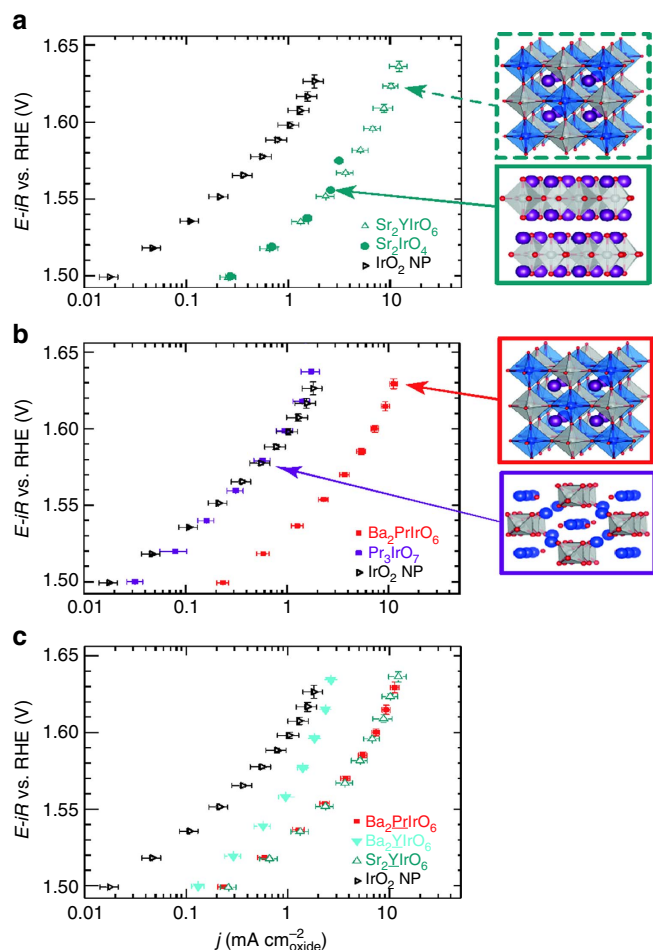 a
1.65
1.60
1.55
1.50
E-iR vs. RHE (V)
Sr₂YIrO₆
Sr₂IrO₄
IrO₂ NP
0.01 0.1 1 10
b
1.65
1.60
1.55
1.50
E-iR vs. RHE (V)
Ba₂PrIrO₆
Pr₃IrO₇
IrO₂ NP
0.01 0.1 1 10
c
1.65
1.60
1.55
1.50
E-iR vs. RHE (V)
Ba₂PrIrO₆
Ba₂YIrO₆
Sr₂YIrO₆
IrO₂ NP
0.01 0.1 1 10
j (mA cm⁻²oxide)